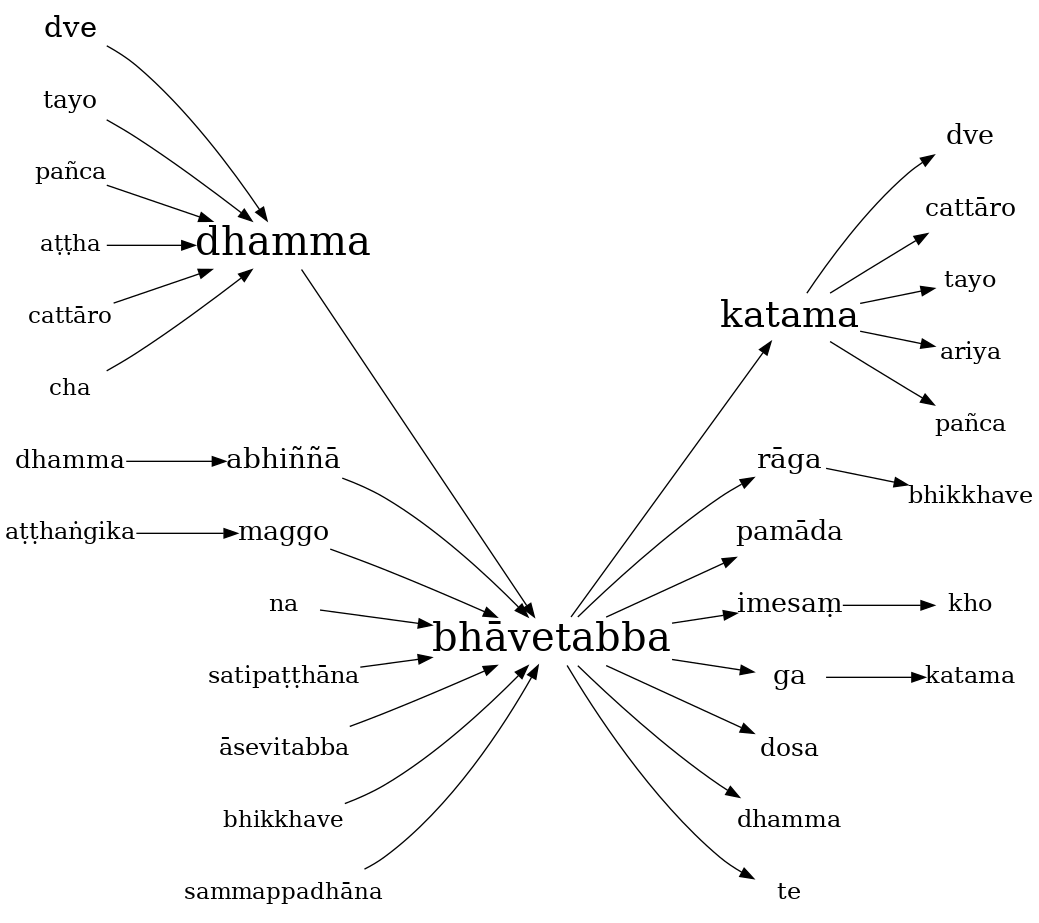 dve
tayo
pañca
aṭṭha
cattāro
cha
dhamma
dhamma
abhiññā
aṭṭhaṅgika
maggo
na
satipaṭṭhāna
āsevitabba
bhikkhave
sammappadhāna
bhāvetabba
katama
dve
cattāro
tayo
ariya
pañca
rāga
bhikkhave
pamāda
imesaṃ
kho
ga
katama
dosa
dhamma
te